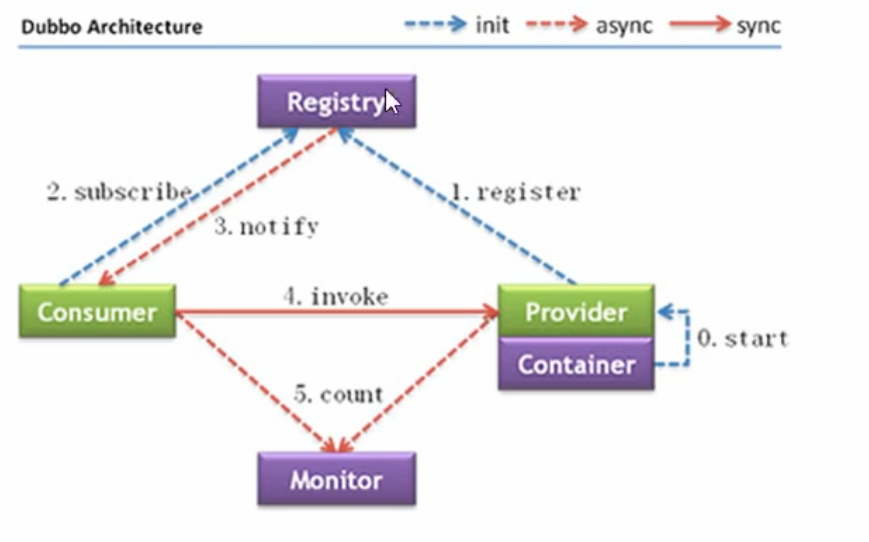 Dubbo Architecture
init
async
sync
Registry
2. subscribe
1. register
3. notify
4. invoke
Consumer
Provider
0. start
Container
5. count
Monitor